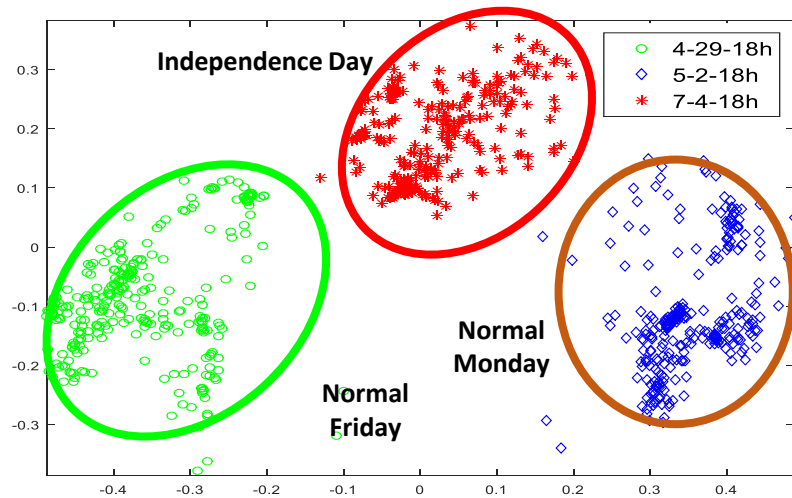 Independence Day
4-29-18h
5-2-18h
7-4-18h
0.3
0.2
0.1
0
-0.1
-0.2
-0.3
Normal
Monday
Normal
Friday
-0.4
-0.3
-0.2
-0.1
0
0.1
0.2
0.3
0.4